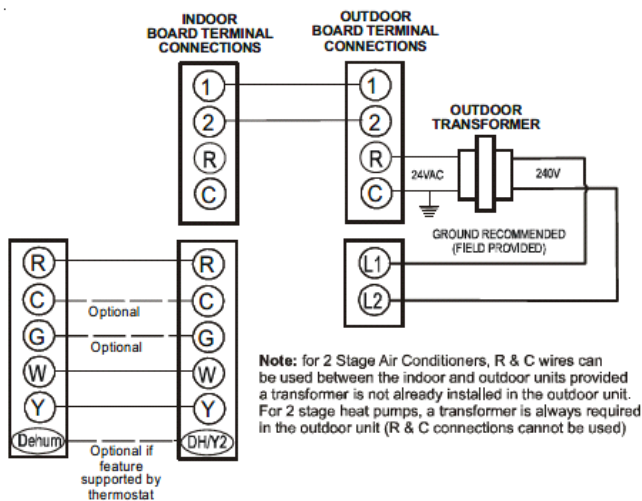 INDOOR
BOARD TERMINAL
CONNECTIONS
OUTDOOR
BOARD TERMINAL
CONNECTIONS
1
2
R
C
1
2
R
C
OUTDOOR
TRANSFORMER
24VAC
240V
GROUND RECOMMENDED
(FIELD PROVIDED)
L1
L2
R
C
G
W
Y
Dehum
Optional
Optional
Optional if
feature
supported by
thermostat
R
C
G
W
Y
DH/Y2
Note: for 2 Stage Air Conditioners, R & C wires can
be used between the indoor and outdoor units provided
a transformer is not already installed in the outdoor unit.
For 2 stage heat pumps, a transformer is always required
in the outdoor unit (R & C connections cannot be used)